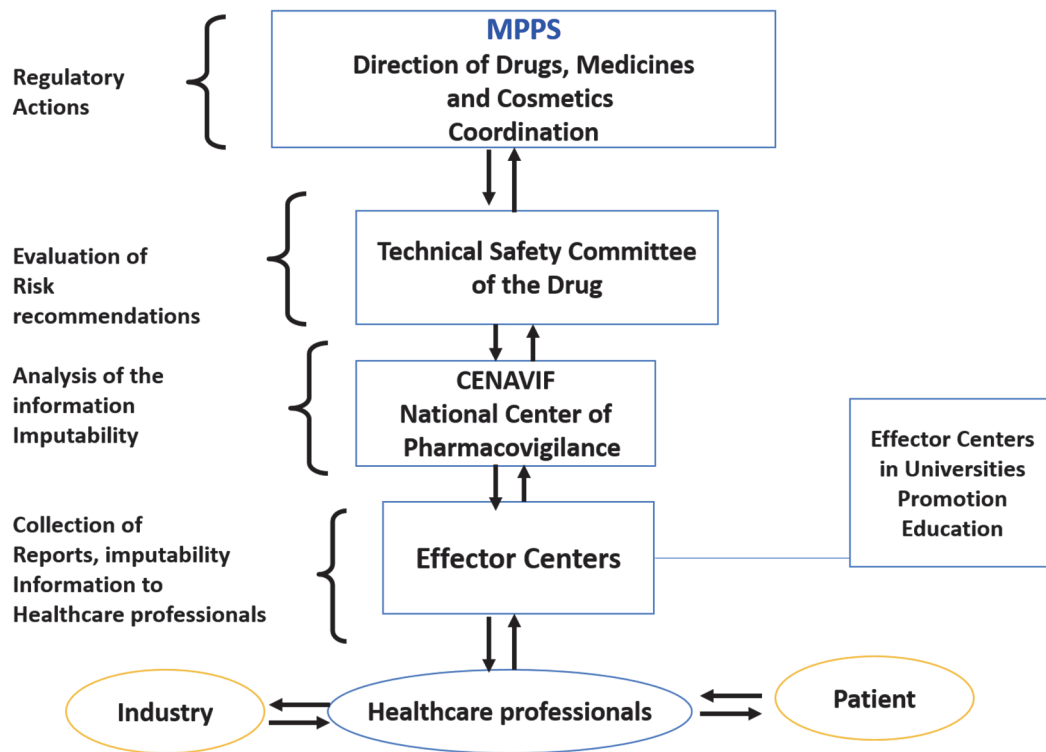 MPPS
Direction of Drugs, Medicines
and Cosmetics
Coordination
Regulatory
Actions
Technical Safety Committee
of the Drug
Evaluation of
Risk
recommendations
CENAVIF
National Center of
Pharmacovigilance
Analysis of the
information
Imputability
Effector Centers
in Universities
Promotion
Education
Effector Centers
Collection of
Reports, imputability
Information to
Healthcare professionals
Industry
Healthcare professionals
Patient